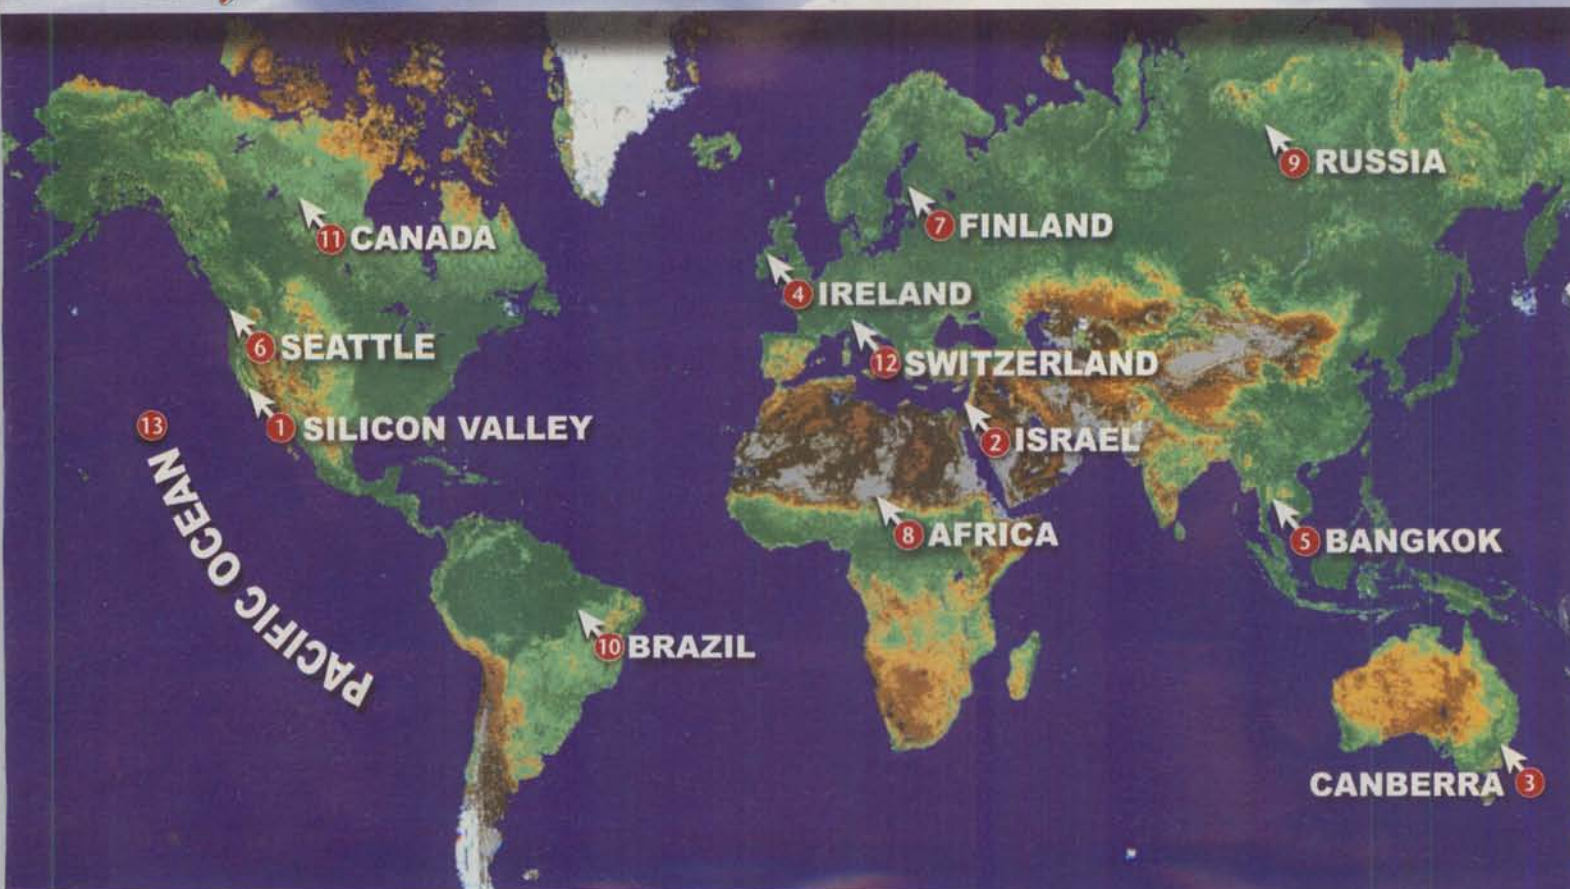 9 RUSSIA
7 FINLAND
11 CANADA
4 IRELAND
6 SEATTLE
12 SWITZERLAND
13 PACIFIC OCEAN
1 SILICON VALLEY
2 ISRAEL
8 AFRICA
5 BANGKOK
10 BRAZIL
CANBERRA 3